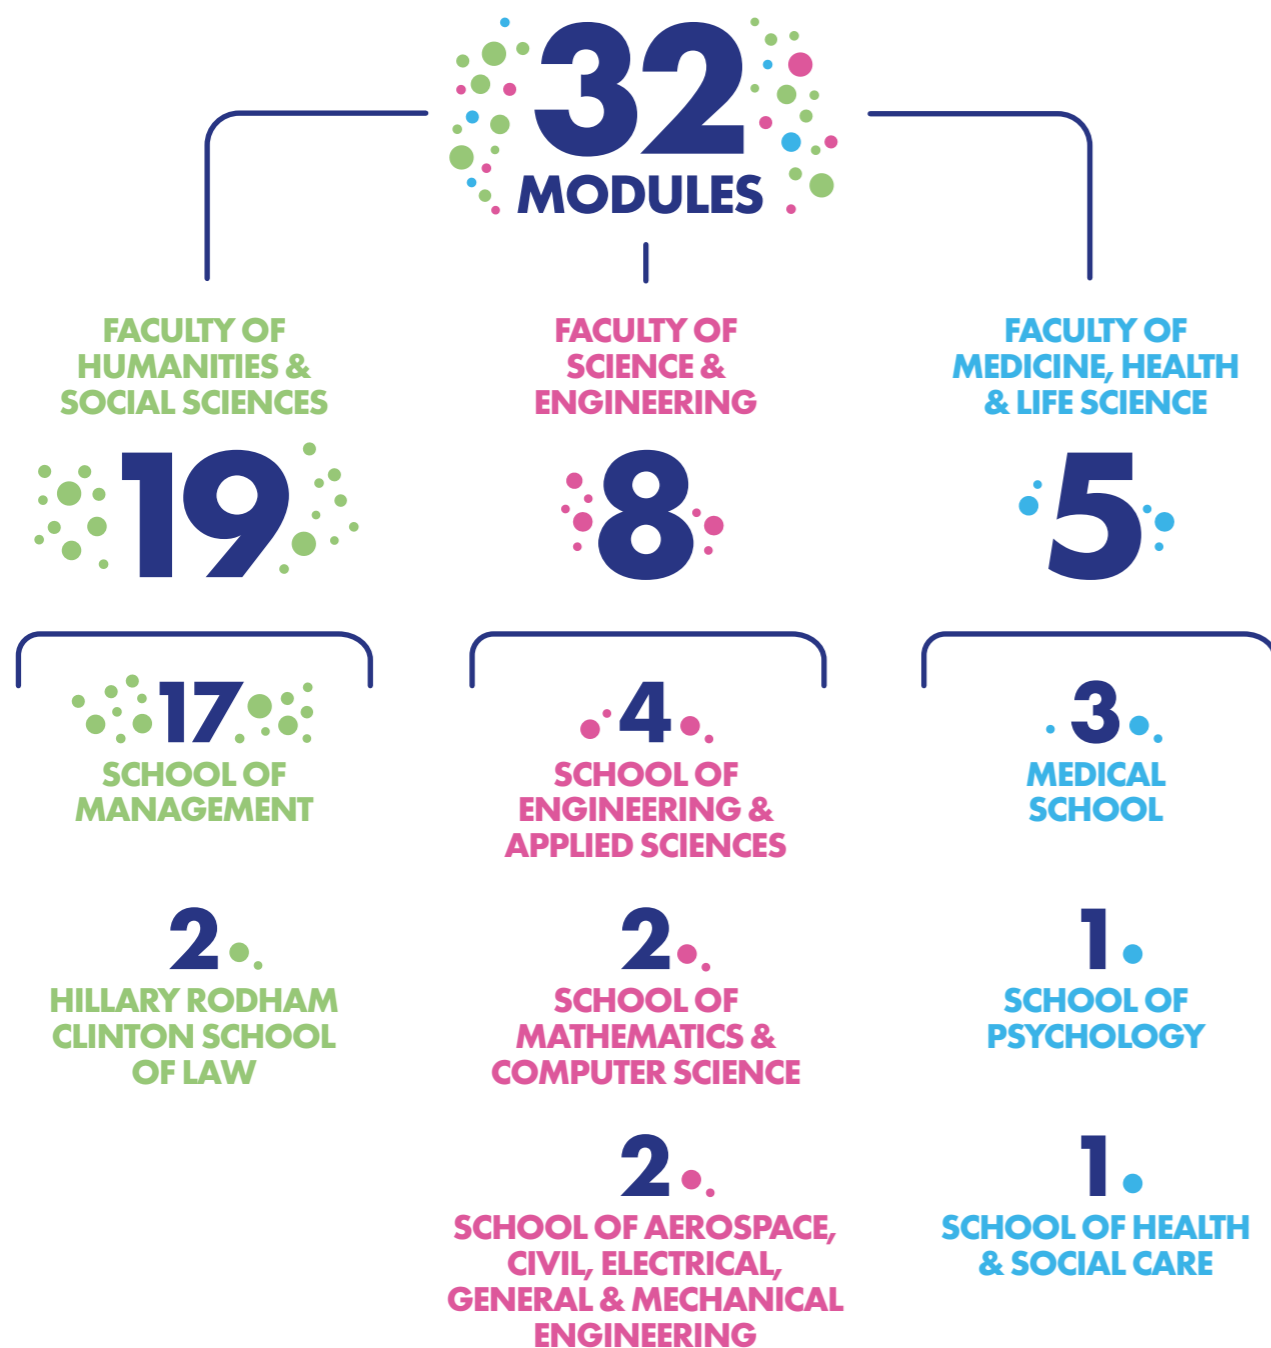 32
MODULES
FACULTY OF
HUMANITIES &
SOCIAL SCIENCES
19
17
SCHOOL OF
MANAGEMENT
2
HILLARY RODHAM
CLINTON SCHOOL
OF LAW
FACULTY OF
SCIENCE &
ENGINEERING
8
4
SCHOOL OF
ENGINEERING &
APPLIED SCIENCES
2
SCHOOL OF
MATHEMATICS &
COMPUTER SCIENCE
2
SCHOOL OF AEROSPACE,
CIVIL, ELECTRICAL,
GENERAL & MECHANICAL
ENGINEERING
FACULTY OF
MEDICINE, HEALTH
& LIFE SCIENCE
5
3
MEDICAL
SCHOOL
1
SCHOOL OF
PSYCHOLOGY
1
SCHOOL OF HEALTH
& SOCIAL CARE